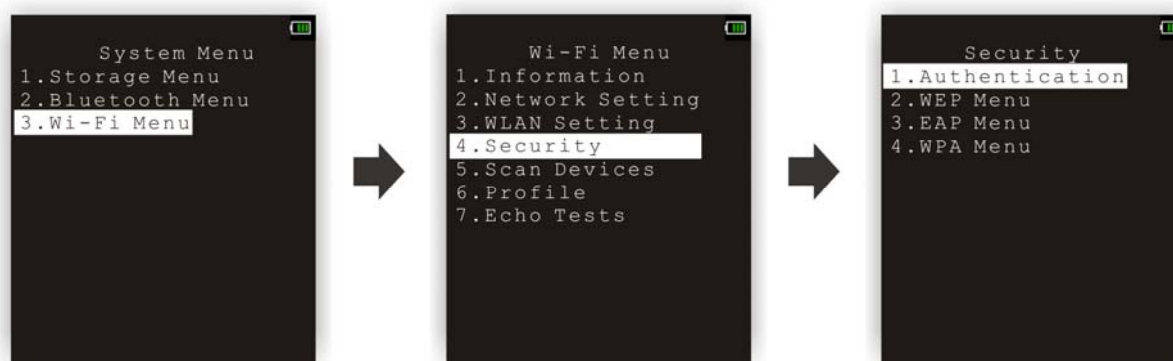 System Menu
1.Storage Menu
2.Bluetooth Menu
3.Wi-Fi Menu
Wi-Fi Menu
1.Information
2.Network Setting
3.WLAN Setting
4.Security
5.Scan Devices
6.Profile
7.Echo Tests
Security
1.Authentication
2.WEP Menu
3.EAP Menu
4.WPA Menu